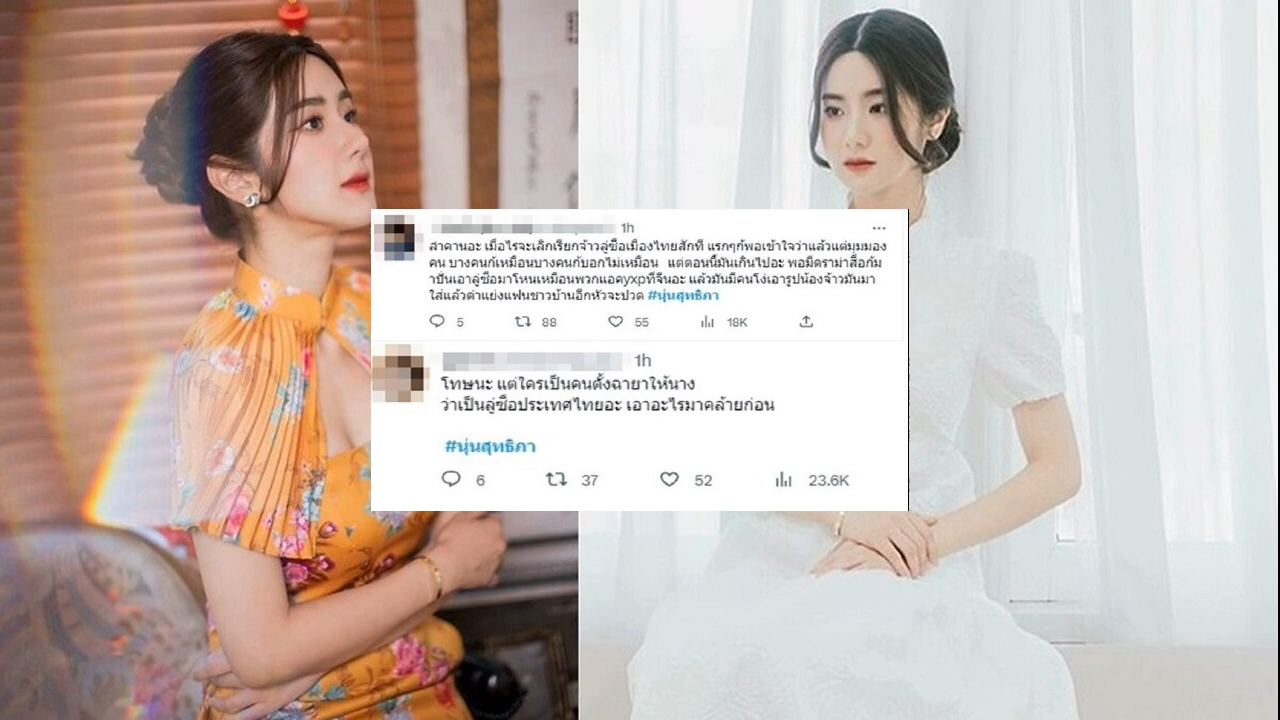 1h
ลำคานอะ เมื่อไรจะเลิกเรียกจ้าวลู่ซือเมืองไทยสักที แรกๆก้พอเข้าใจว่าแล้วแต่มุมมอง
คน บางคนก้เหมือนบางคนก้บอกไม่เหมือน แต่ตอนนี้มันเกินไปอะ พอมีดราม่าสื่อก้ม
าปั่นเอาลู่ซือมาโหนเหมือนพวกแอคyxpที่จีนอะ แล้วมันมีคนโง่เอารูปน้องจ้าวมันมา
ใส่แล้วด่าแย่งแฟนชาวบ้านอีกหัวจะปวด #นุ่นสุทธิภา
5 88 55 18K
1h
โทษนะ แต่ใครเป็นคนตั้งฉายาให้นาง
ว่าเป็นลู่ซือประเทศไทยอะ เอาอะไรมาคล้ายก่อน
#นุ่นสุทธิภา
6 37 52 23.6K